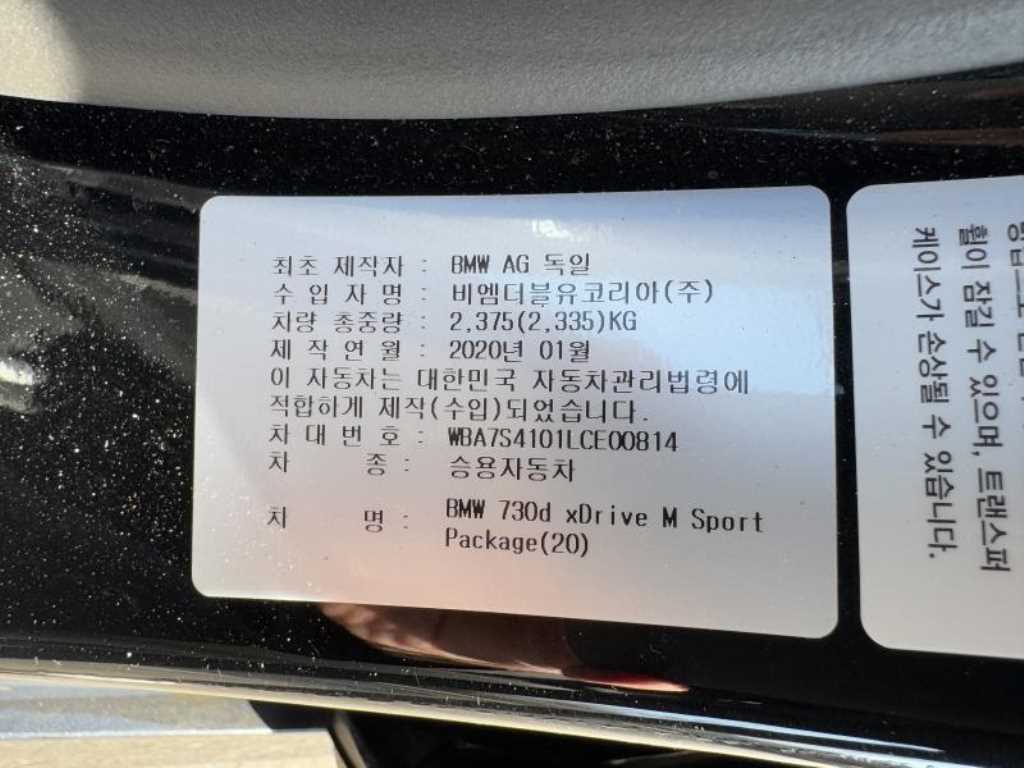 최초 제작자 : BMW AG 독일
수 입 자 명 : 비엠더블유코리아(주)
차량 총중량 : 2,375(2,335)KG
제 작 연 월 : 2020년 01월
이 자동차는 대한민국 자동차관리법령에
적합하게 제작(수입)되었습니다.
차 대 번 호 : WBA7S4101LCE00814
차 종 : 승용자동차
차 명 : BMW 730d xDrive M Sport
Package(20)
휠이 잠길 수 있으며, 트랜스퍼
케이스가 손상될 수 있습니다.